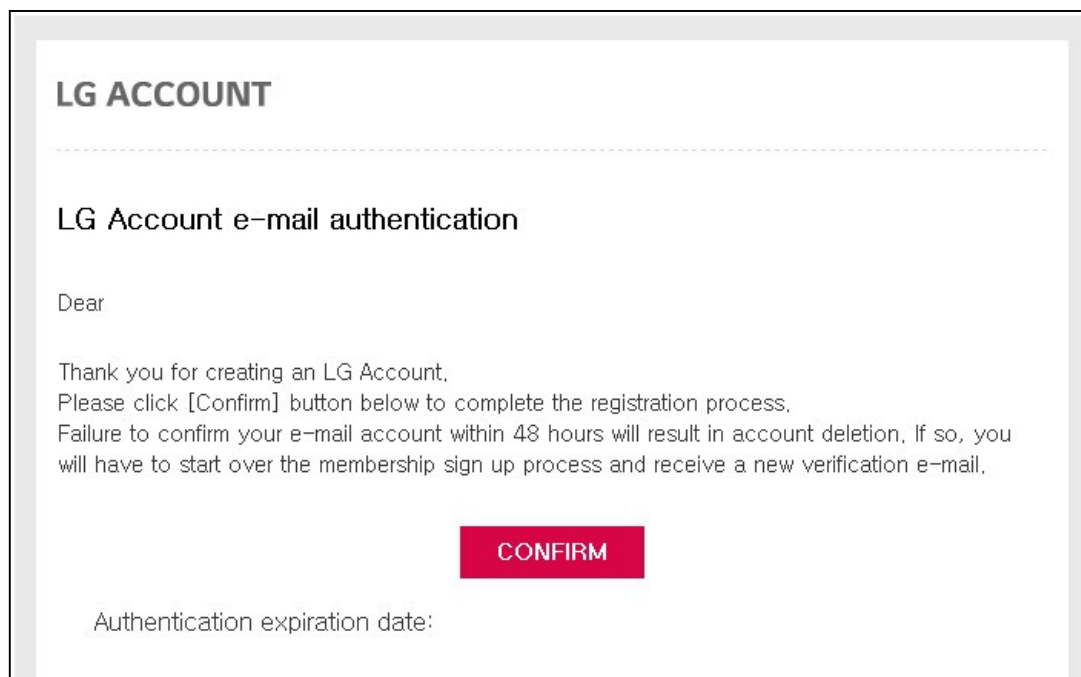 LG ACCOUNT
LG Account e-mail authentication
Dear
Thank you for creating an LG Account.
Please click [Confirm] button below to complete the registration process.
Failure to confirm your e-mail account within 48 hours will result in account deletion. If so, you
will have to start over the membership sign up process and receive a new verification e-mail.
CONFIRM
Authentication expiration date: